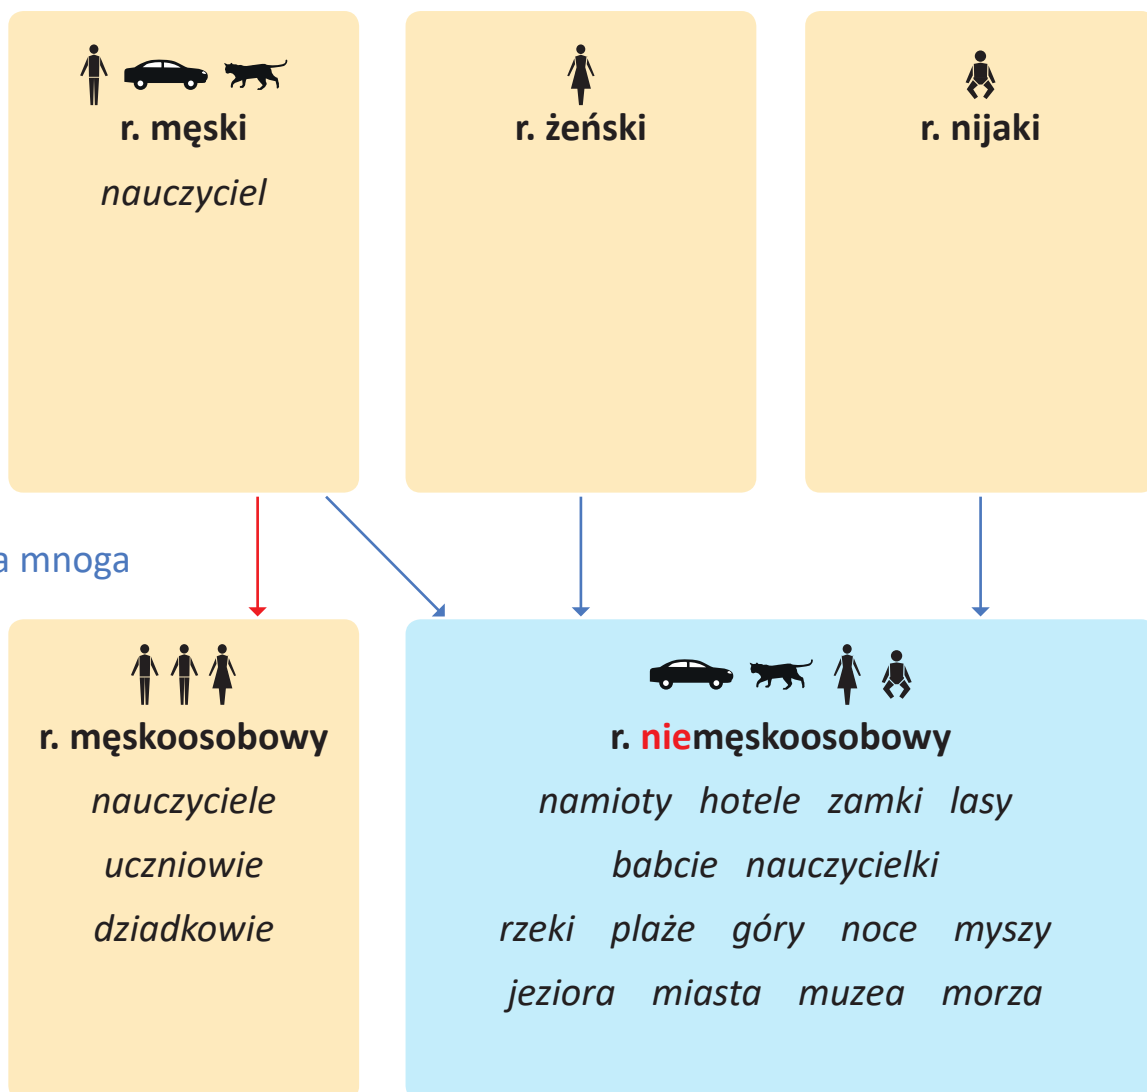 r. męski
nauczyciel
r. żeński
r. nijaki
a mnoga
r. męskoosobowy
nauczyciele
uczniowie
dziadkowie
r. niemęskoosobowy
namioty hotele zamki lasy
babcie nauczycielki
rzeki plaże góry noce myszy
jeziora miasta muzea morza